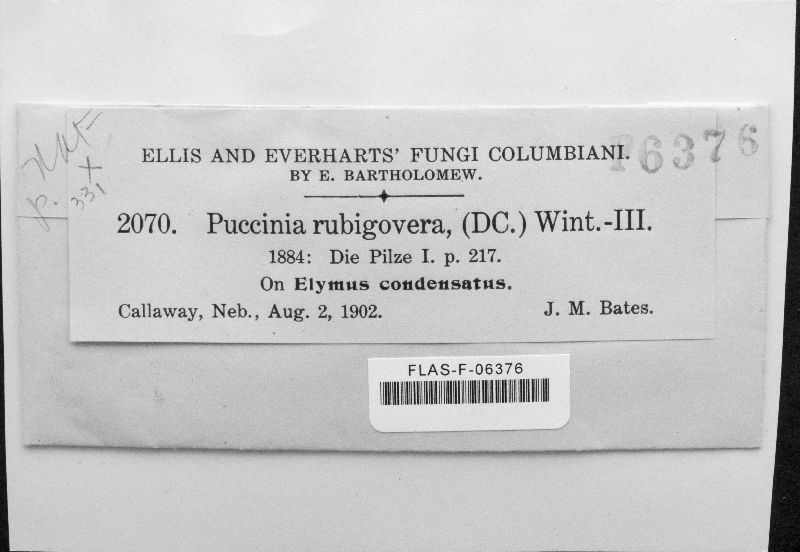 ELLIS AND EVERHARTS' FUNGI COLUMBIANI.
F6376
BY E. BARTHOLOMEW.
2070. Puccinia rubigovera, (DC.) Wint.-III.
1884: Die Pilze I. p. 217.
On Elymus condensatus.
Callaway, Neb., Aug. 2, 1902. J. M. Bates.
p. 331
FLAS-F-06376